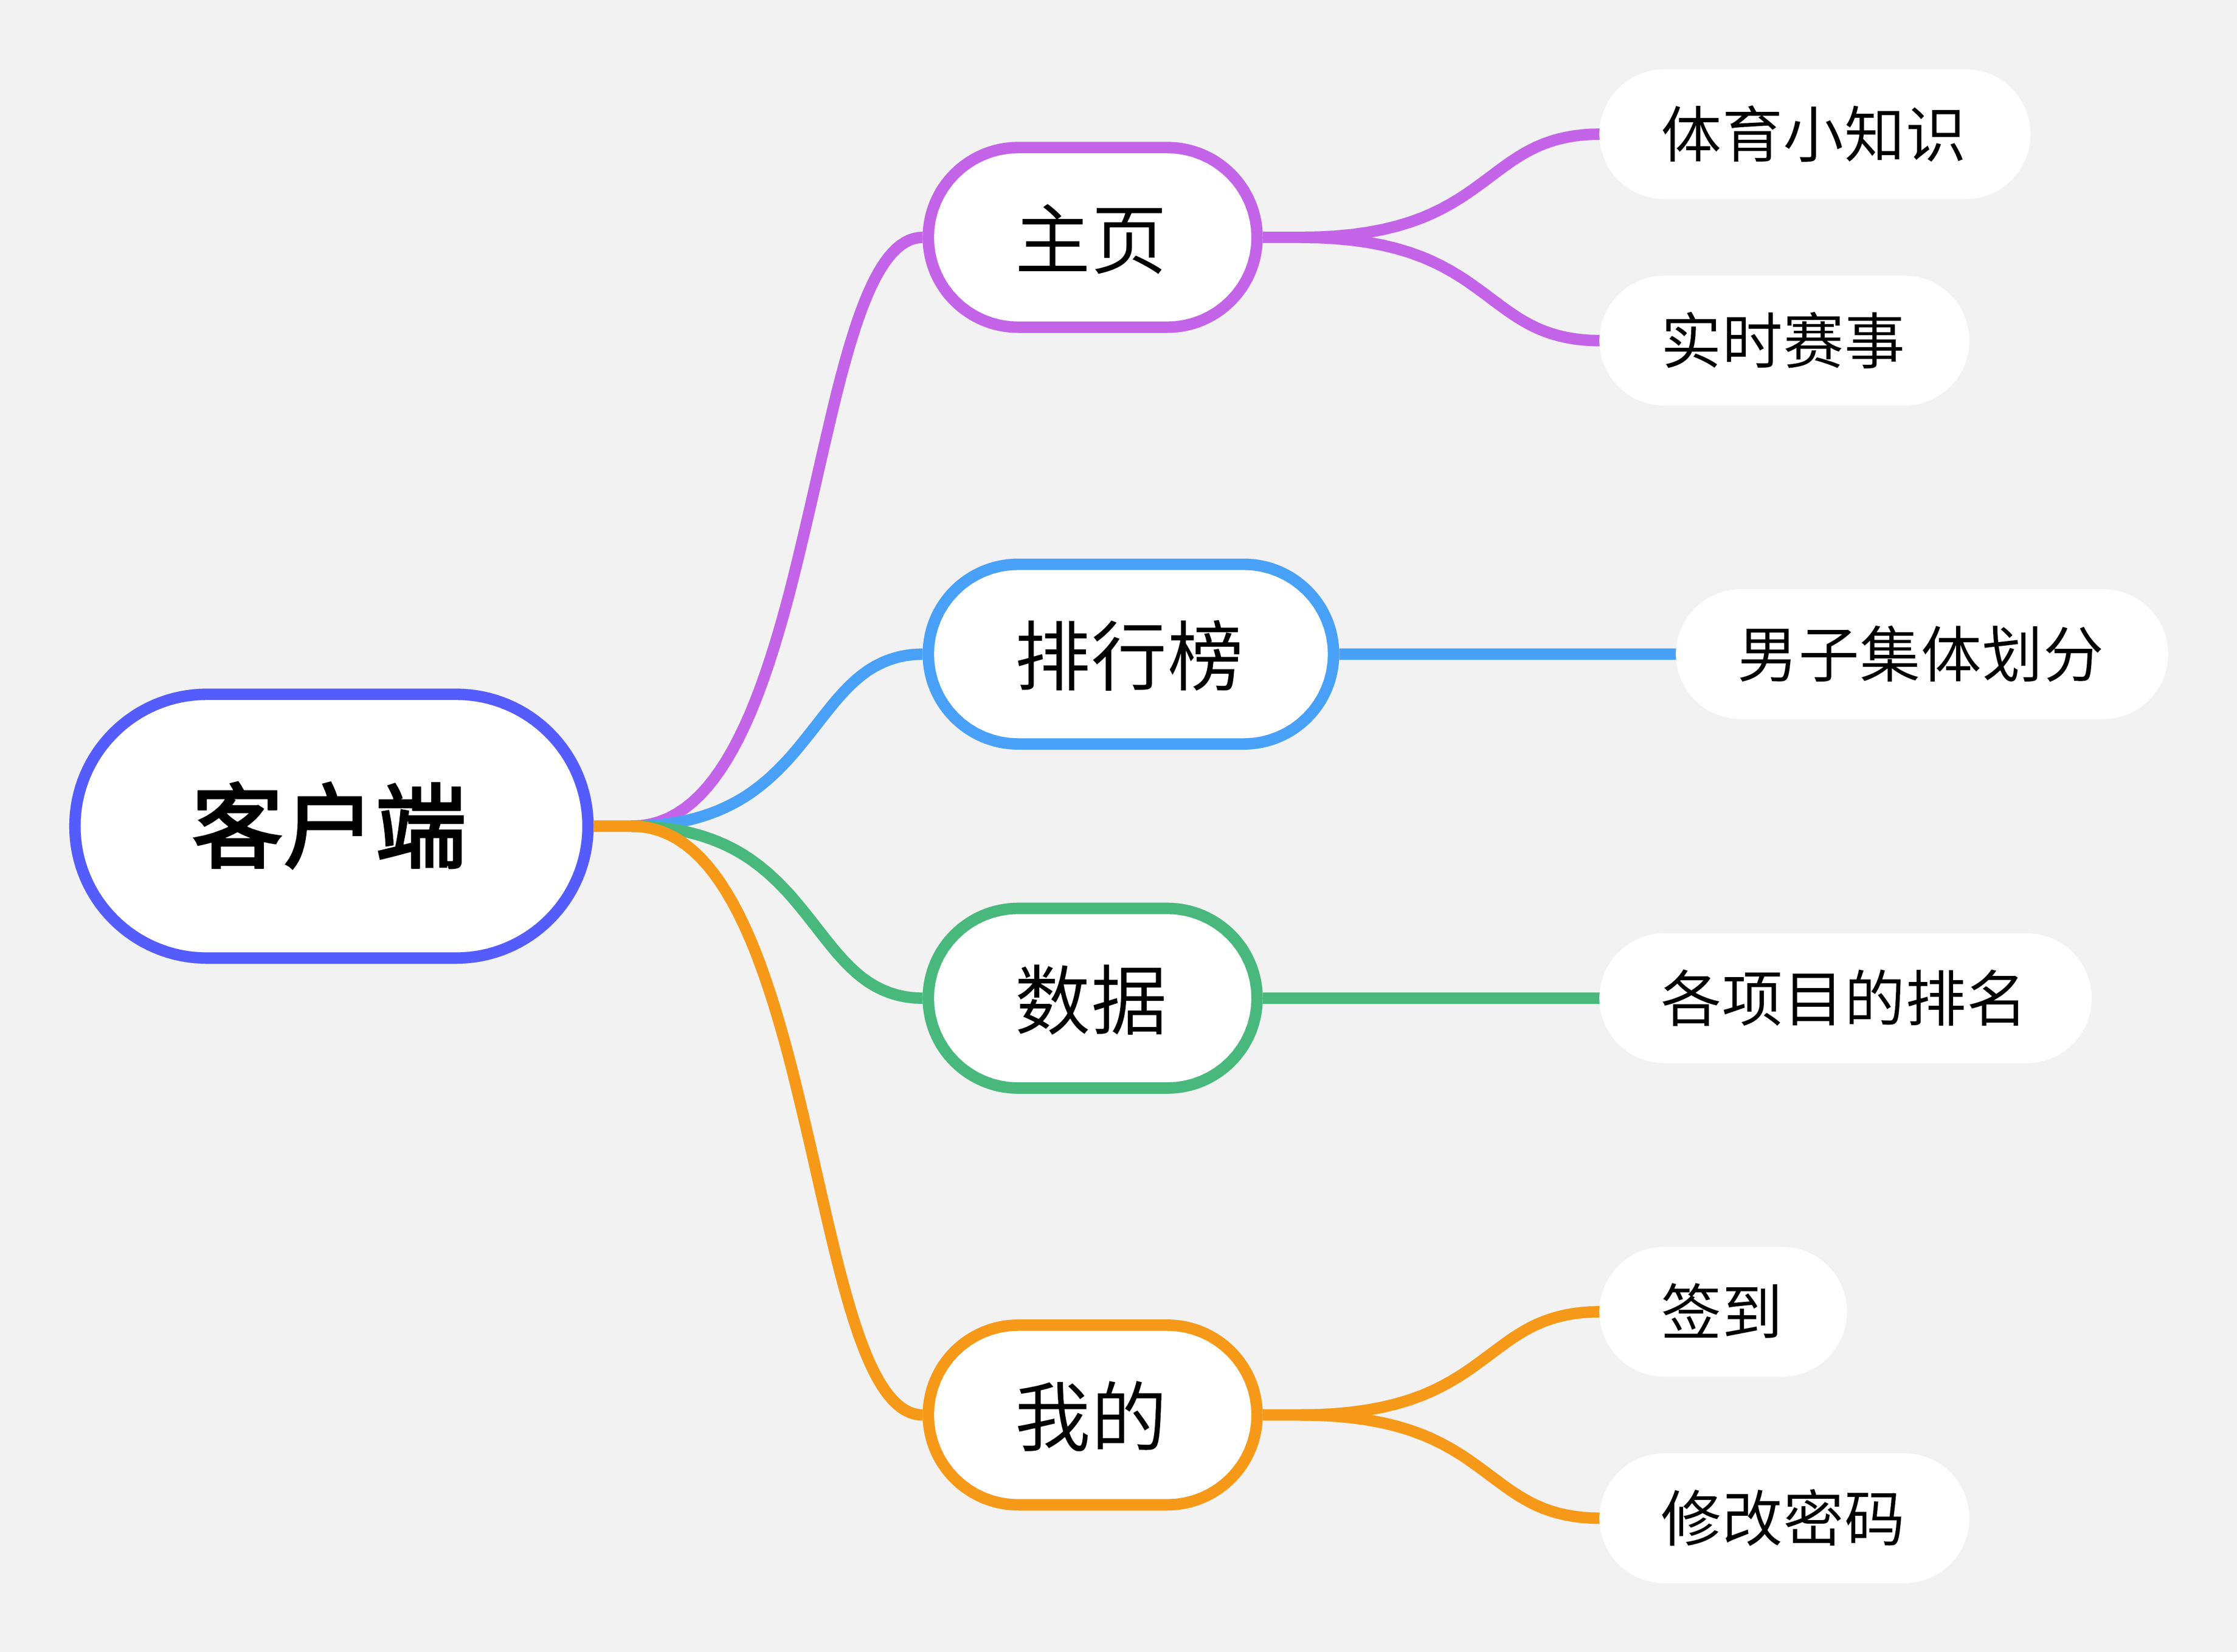 客户端
主页
体育小知识
实时赛事
排行榜
男子集体划分
数据
各项目的排名
我的
签到
修改密码